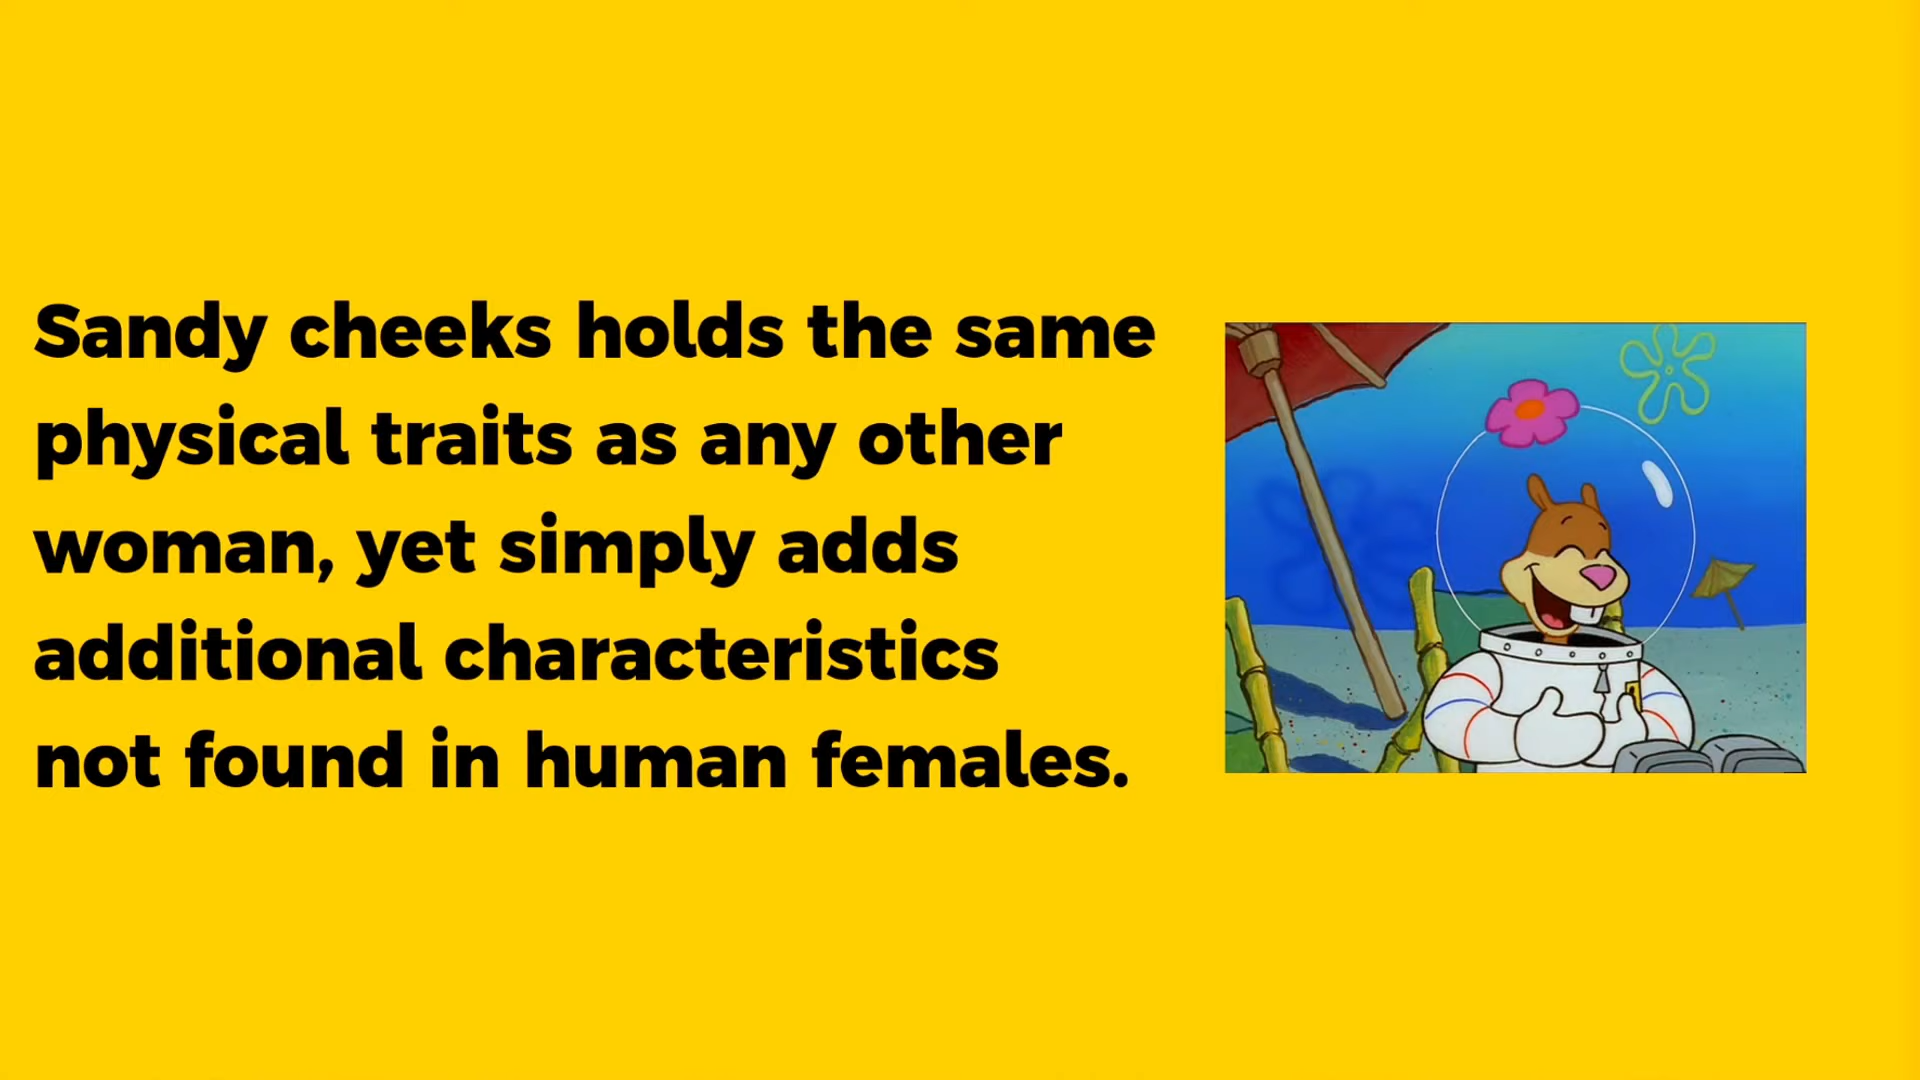 Sandy cheeks holds the same
physical traits as any other
woman, yet simply adds
additional characteristics
not found in human females.